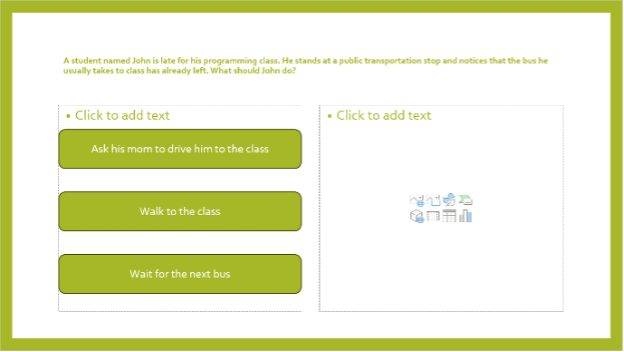 A student named John is late for his programming class. He stands at a public transportation stop and notices that the bus he
usually takes to class has already left. What should John do?
• Click to add text
Ask his mom to drive him to the class
Walk to the class
Wait for the next bus
• Click to add text